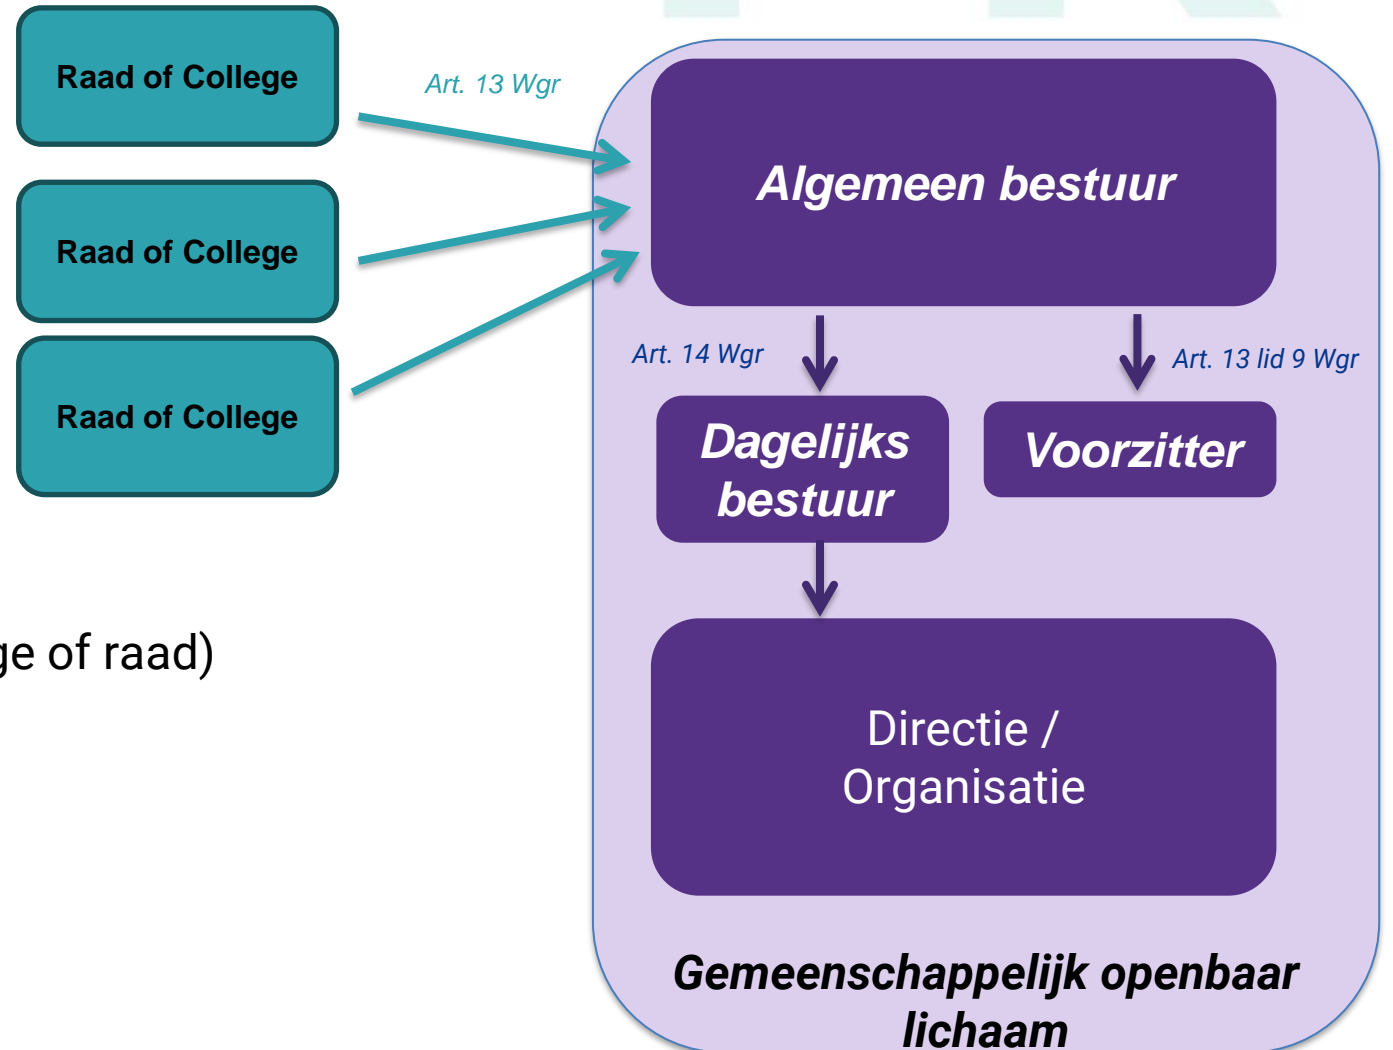 Raad of College
Art. 13 Wgr
Algemeen bestuur
Raad of College
Raad of College
Art. 14 Wgr
Art. 13 lid 9 Wgr
Dagelijks
bestuur
Voorzitter
ge of raad)
Directie /
Organisatie
Gemeenschappelijk openbaar
lichaam